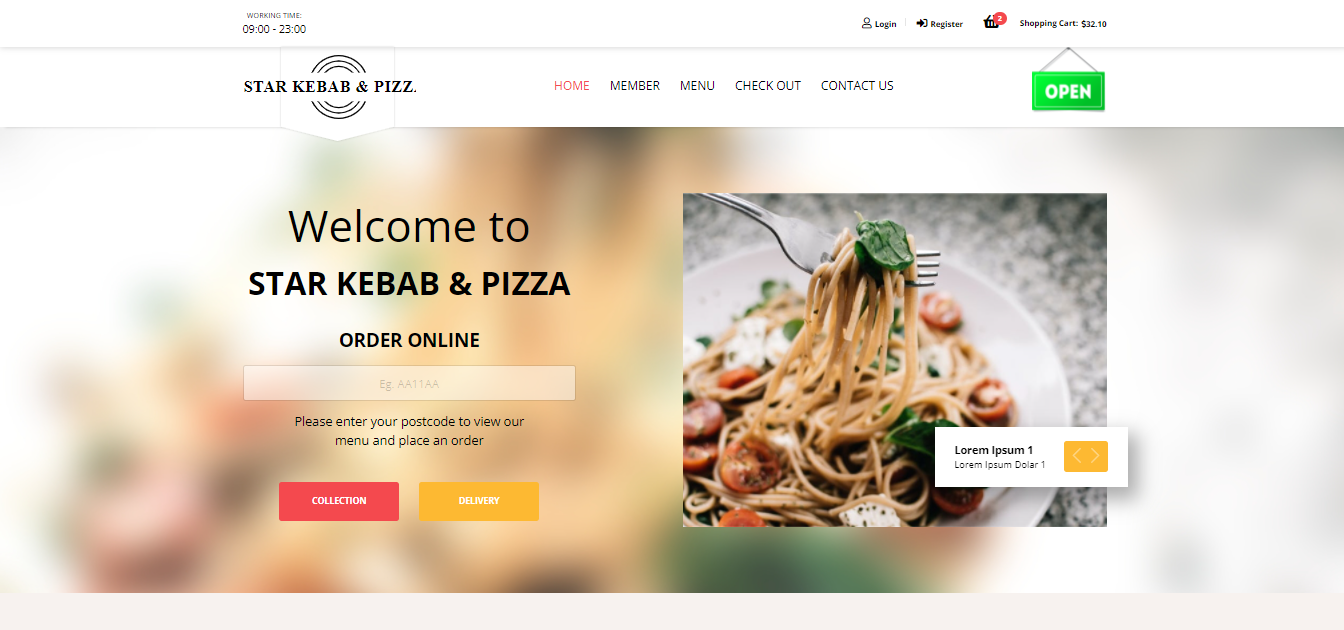 WORKING TIME:
09:00 - 23:00
Login
Register
2
Shopping Cart: $32.10
STAR KEBAB & PIZZ
HOME
MEMBER
MENU
CHECK OUT
CONTACT US
OPEN
Welcome to
STAR KEBAB & PIZZA
ORDER ONLINE
Eg. AA11AA
Please enter your postcode to view our
menu and place an order
COLLECTION
DELIVERY
Lorem Ipsum 1
Lorem Ipsum Dolar 1